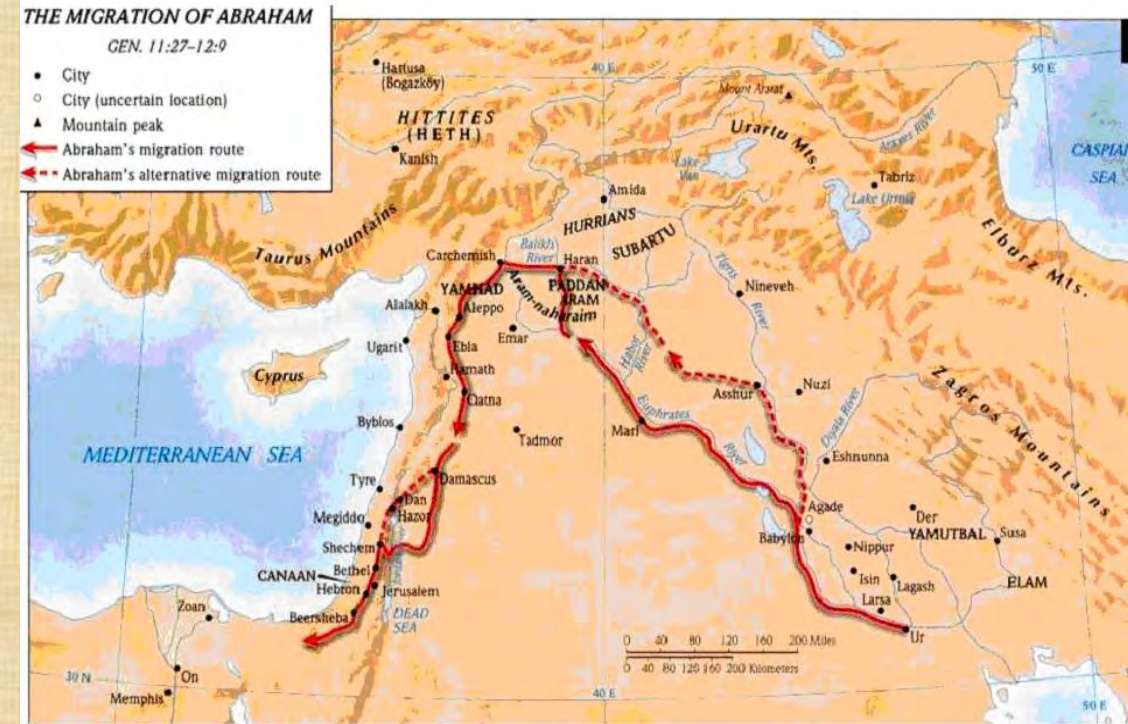 THE MIGRATION OF ABRAHAM
GEN. 11:27–12:9
City
City (uncertain location)
Mountain peak
Abraham's migration route
Abraham's alternative migration route
Hattusa
(Bogazköy)
40 E
50 E
Mount Ararat
HITTITES
(HETH)
Urartu Mts.
Araxes River
CASPIAN
SEA
Kanish
Lake
Van
Tabriz
Lake Urmia
Amida
HURRIANS
SUBARTU
Elburz Mts.
Taurus Mountains
Carchemish
Balikh
River
Haran
Tigris
River
Nineveh
YAMHAD
PADDAN
ARAM
Aram-naharaim
Alalakh
Aleppo
Emar
Ugarit
Ebla
Habor
River
Cyprus
Hamath
Asshur
Nuzi
Zagros Mountains
Qatna
Mari
Euphrates
River
Diyala River
Byblos
Tadmor
MEDITERRANEAN SEA
Eshnunna
Tyre
Damascus
Dan
Hazor
Megiddo
Agade
Der
Shechem
Babylon
YAMUTBAL
Susa
Nippur
CANAAN
Bethel
Isin
Lagash
ELAM
Hebron
Jerusalem
Larsa
Zoan
Beersheba
DEAD
SEA
Ur
0 40 80 120 160 200 Miles
0 40 80 120 160 200 Kilometers
30 N
On
Memphis
40 E
50 E